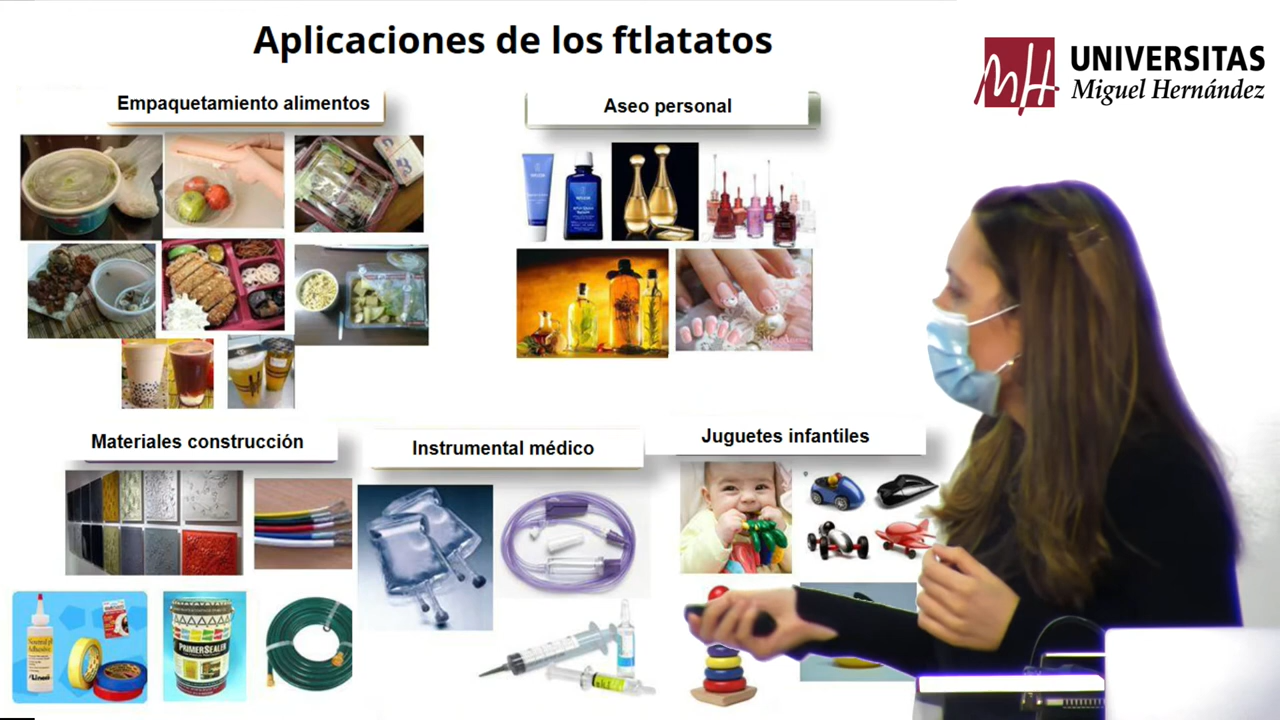 Aplicaciones de los ftlatatos
UNIVERSITAS
Miguel Hernández
Empaquetamiento alimentos
Aseo personal
Materiales construcción
Instrumental médico
Juguetes infantiles
PRIMERSEALER